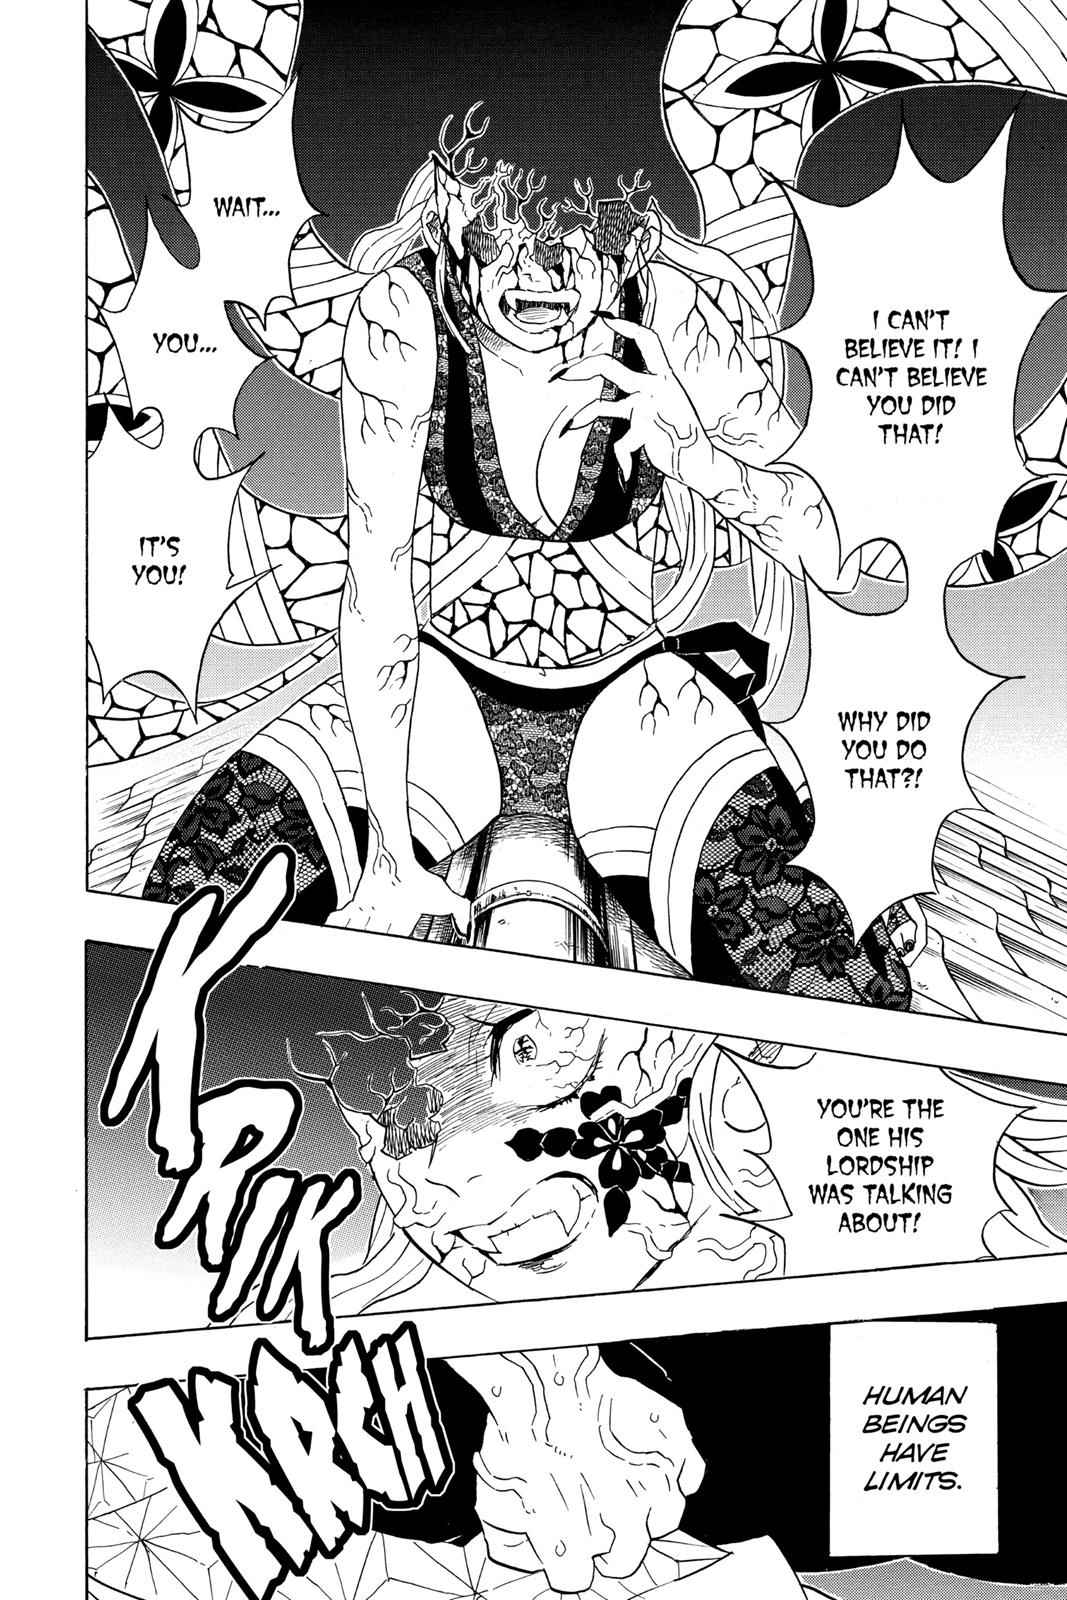 I CAN'T
BELIEVE IT! I
CAN'T BELIEVE
YOU DID
THAT!
WHY DID
YOU DO
THAT?!
WAIT...
YOU...
IT'S
YOU!
YOU'RE THE
ONE HIS
LORDSHIP
WAS TALKING
ABOUT!
KRIK
HUMAN
BEINGS
HAVE
LIMITS.
KRCH